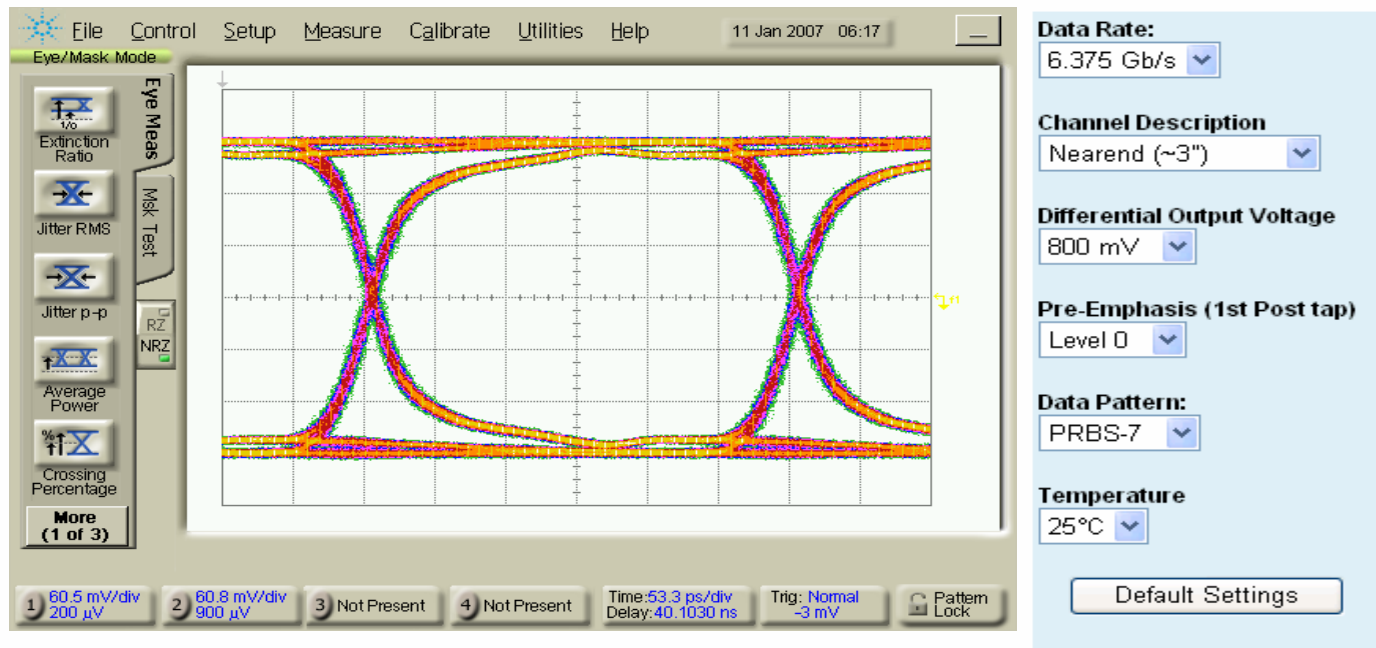 File Control Setup Measure Calibrate Utilities Help 11 Jan 2007 06:17
Eye/Mask Mode
Eye Meas
Msk Test
1/0
Extinction
Ratio
Jitter RMS
Jitter p-p
RZ
NRZ
Average
Power
%
Crossing
Percentage
More
(1 of 3)
f1
1 60.5 mV/div
200 µV
2 60.8 mV/div
900 µV
3 Not Present
4 Not Present
Time:53.3 ps/div
Delay:40.1030 ns
Trig: Normal
-3 mV
Pattern
Lock
Data Rate:
6.375 Gb/s
Channel Description
Nearend (~3")
Differential Output Voltage
800 mV
Pre-Emphasis (1st Post tap)
Level 0
Data Pattern:
PRBS-7
Temperature
25°C
Default Settings